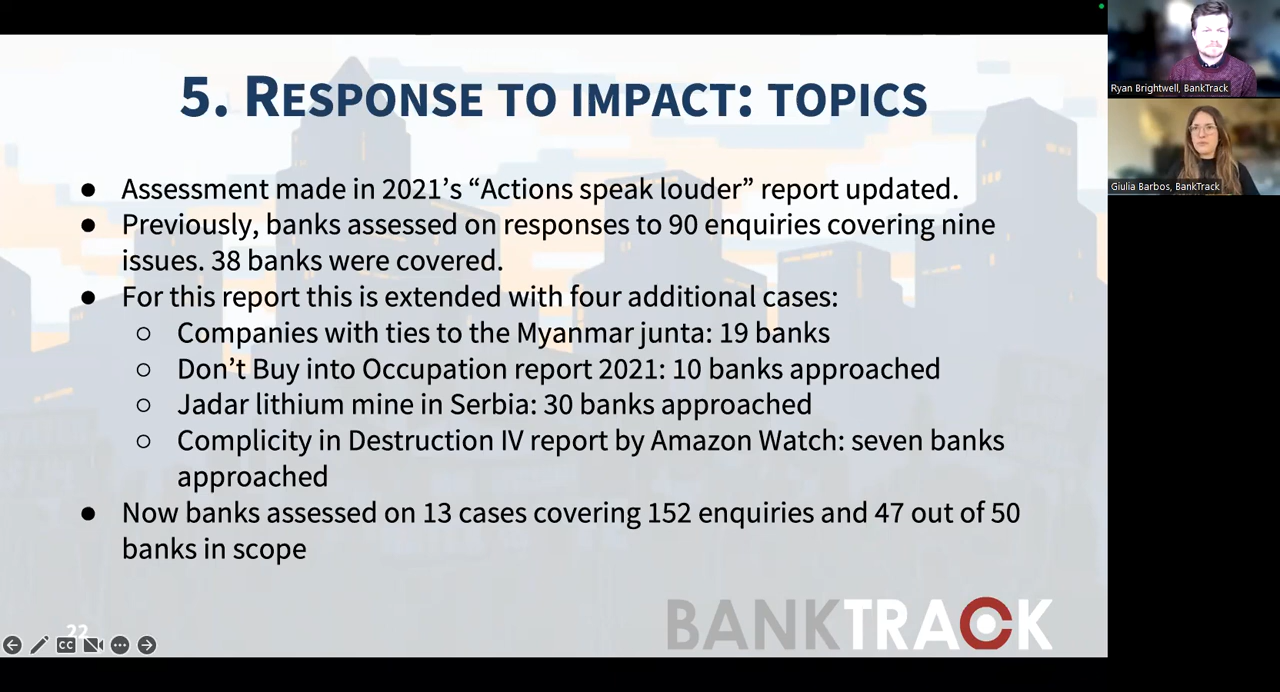 5. RESPONSE TO IMPACT: TOPICS
● Assessment made in 2021’s “Actions speak louder” report updated.
● Previously, banks assessed on responses to 90 enquiries covering nine
issues. 38 banks were covered.
● For this report this is extended with four additional cases:
○ Companies with ties to the Myanmar junta: 19 banks
○ Don’t Buy into Occupation report 2021: 10 banks approached
○ Jadar lithium mine in Serbia: 30 banks approached
○ Complicity in Destruction IV report by Amazon Watch: seven banks
approached
● Now banks assessed on 13 cases covering 152 enquiries and 47 out of 50
banks in scope
22
CC
BANKTRACK
Ryan Brightwell, BankTrack
Giulia Barbos, BankTrack